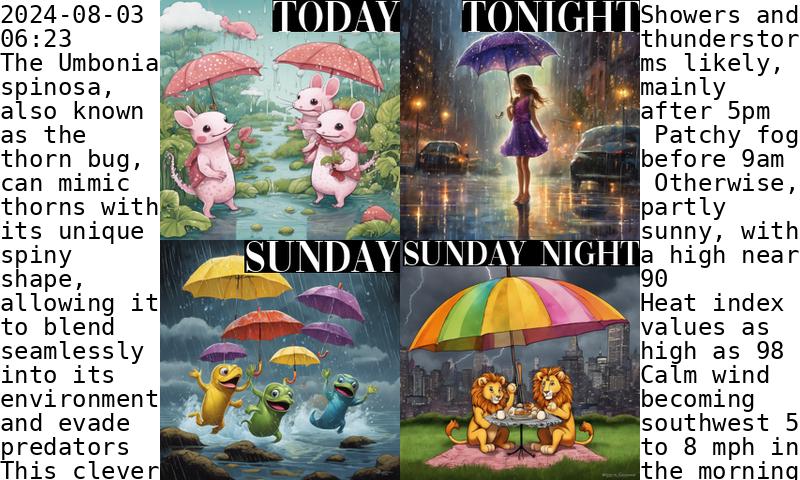 2024-08-03
06:23
The Umbonia
spinosa,
also known
as the
thorn bug,
can mimic
thorns with
its unique
spiny
shape,
allowing it
to blend
seamlessly
into its
environment
and evade
predators
This clever
TODAY
TONIGHT
SUNDAY
SUNDAY NIGHT
Showers and
thunderstor
ms likely,
mainly
after 5pm
Patchy fog
before 9am
Otherwise,
partly
sunny, with
a high near
90
Heat index
values as
high as 98
Calm wind
becoming
southwest 5
to 8 mph in
the morning